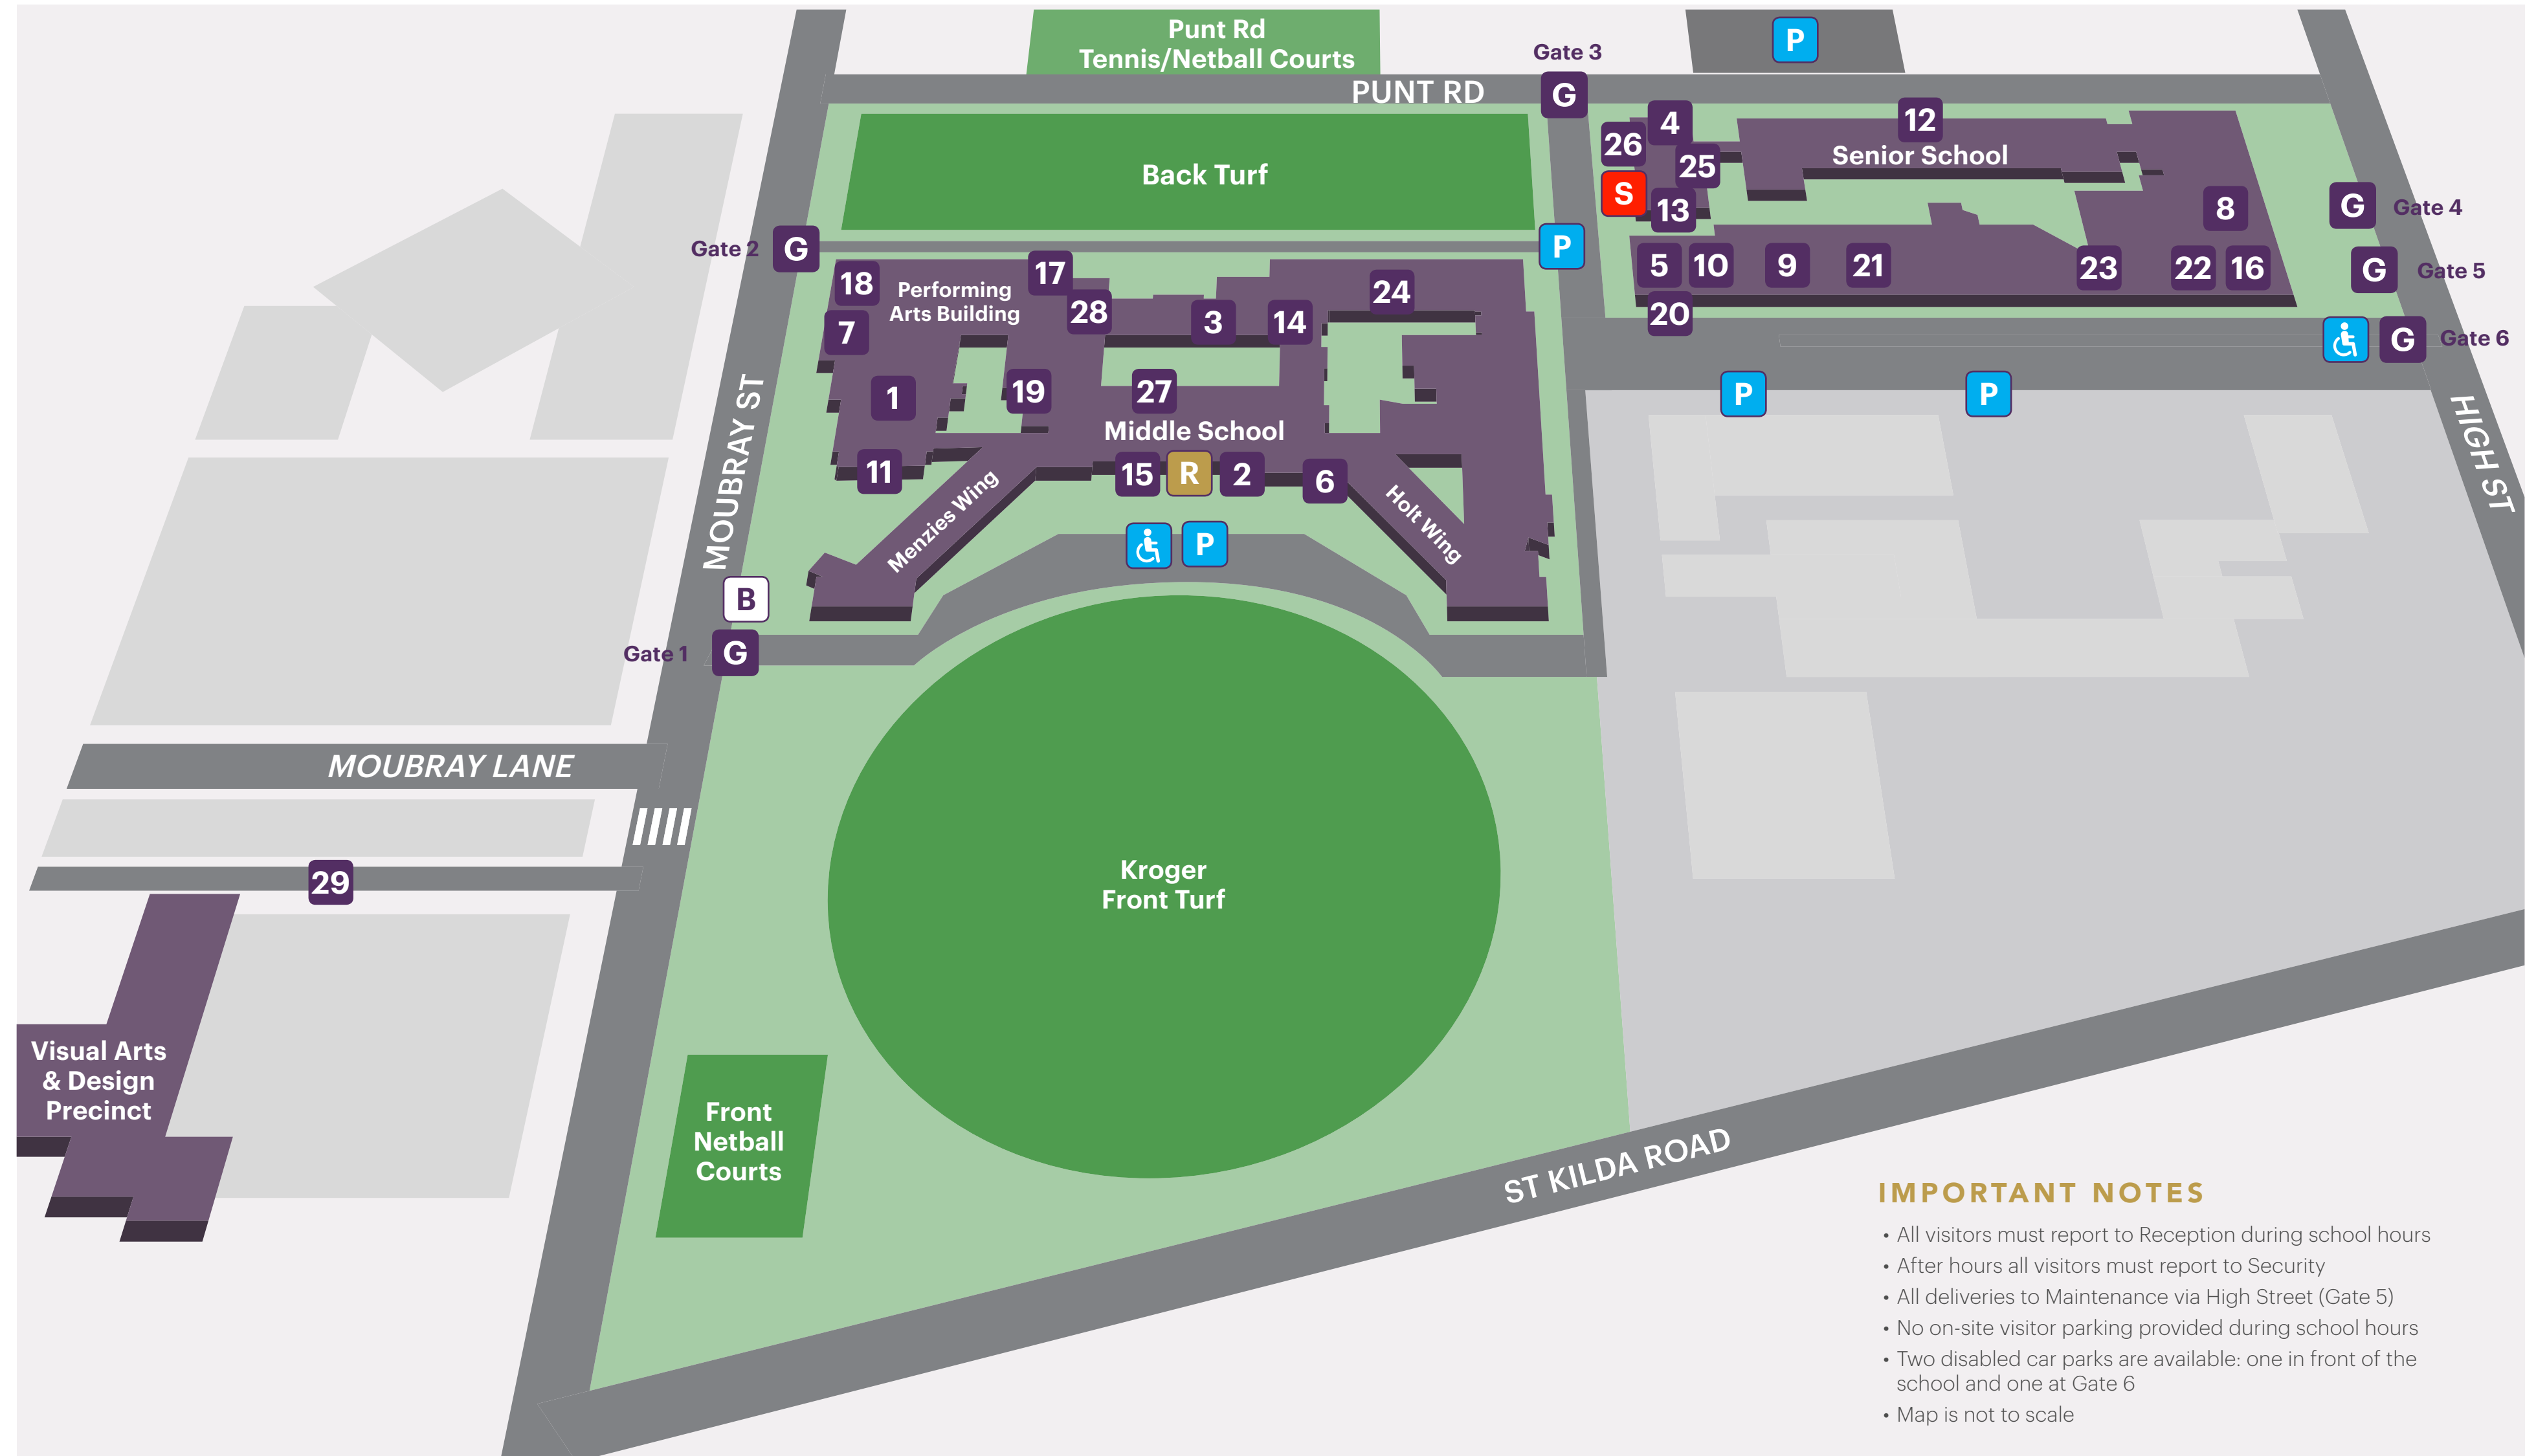 Punt Rd
Tennis/Netball Courts
P
Gate 3
G
PUNT RD
4
12
26
25
Senior School
S
13
8
G
Gate 4
Back Turf
Gate 2
G
P
5
10
9
21
23
22
16
G
Gate 5
20
G
Gate 6
18
Performing
Arts Building
17
28
7
3
14
24
1
19
27
Middle School
P
P
11
15
R
2
6
Menzies Wing
Holt Wing
MOUBRAY ST
HIGH ST
P
B
Gate 1
G
MOUBRAY LANE
29
Kroger
Front Turf
Visual Arts
& Design
Precinct
Front
Netball
Courts
ST KILDA ROAD
IMPORTANT NOTES
• All visitors must report to Reception during school hours
• After hours all visitors must report to Security
• All deliveries to Maintenance via High Street (Gate 5)
• No on-site visitor parking provided during school hours
• Two disabled car parks are available: one in front of the
school and one at Gate 6
• Map is not to scale